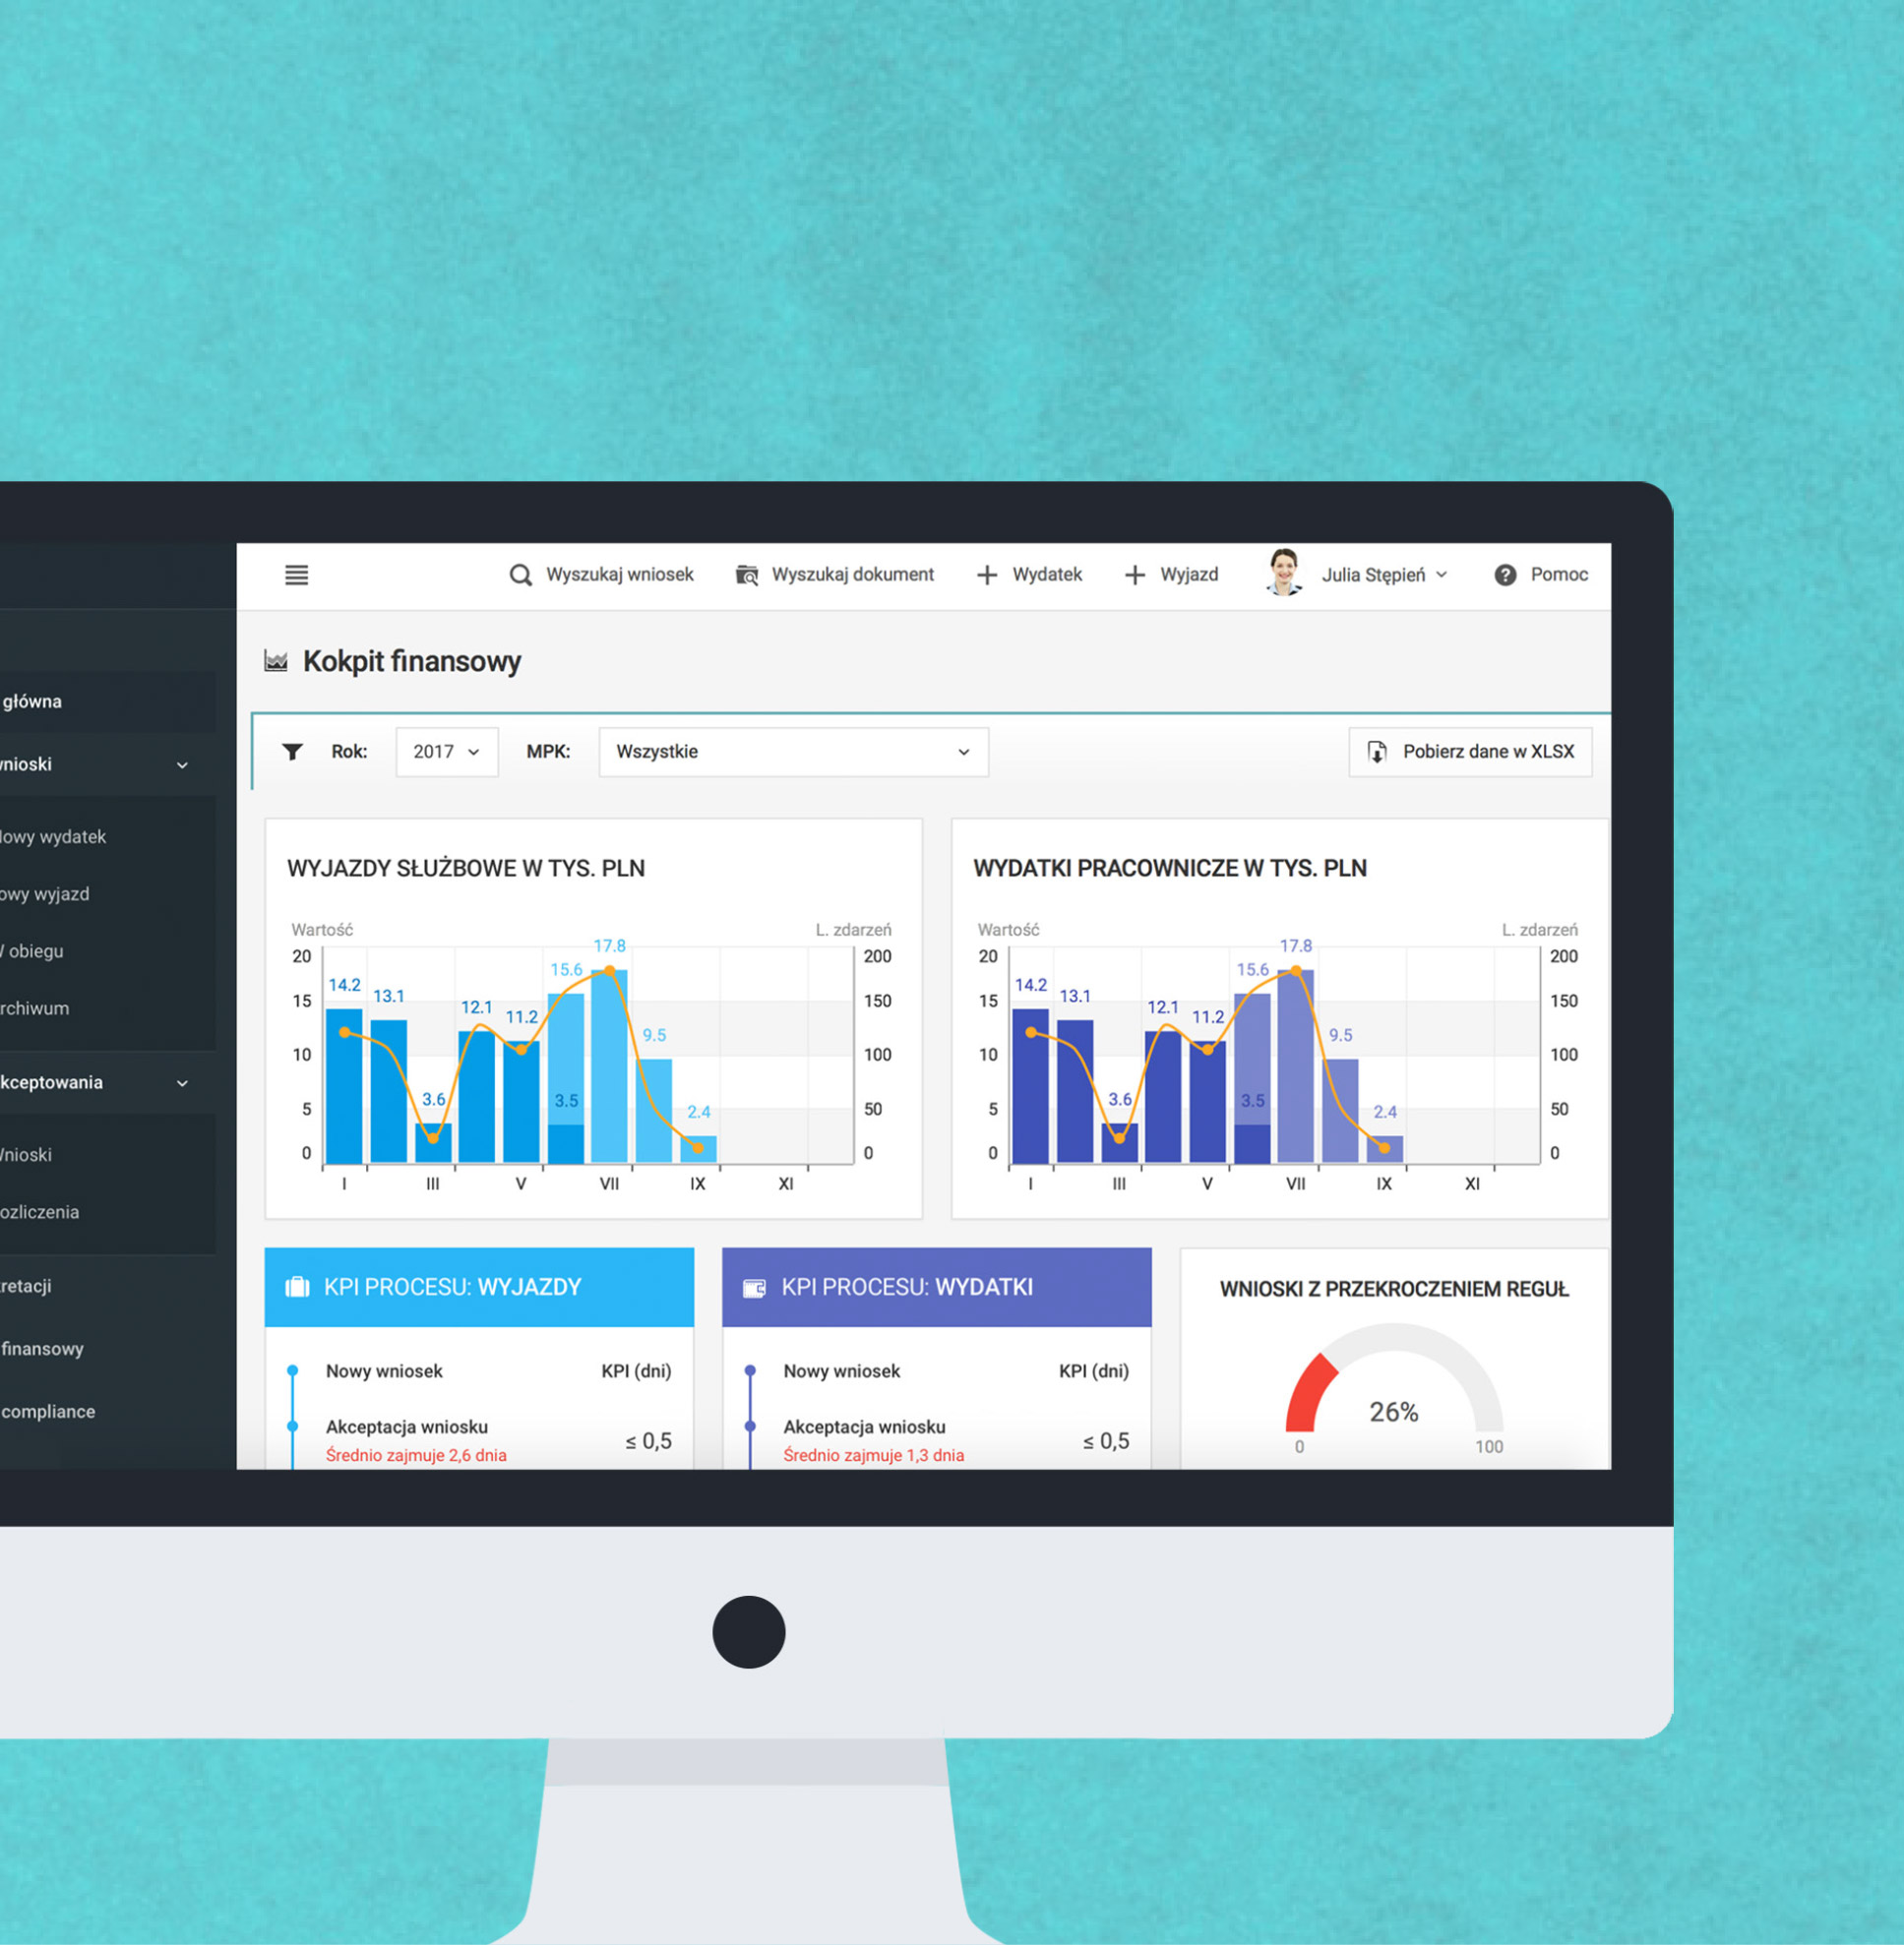 Wyszukaj wniosek Wyszukaj dokument Wydatek Wyjazd Julia Stępień Pomoc
Kokpit finansowy
główna
Rok: 2017 MPK: Wszystkie Pobierz dane w XLSX
wnioski
Nowy wydatek
owy wyjazd
W obiegu
rchiwum
kceptowania
Wnioski
ozliczenia
retacji
finansowy
compliance
WYJAZDY SŁUŻBOWE W TYS. PLN
Wartość L. zdarzeń
20 15 10 5 0
14.2 13.1 3.6 12.1 11.2 15.6 3.5 17.8 9.5 2.4
200 150 100 50 0
I III V VII IX XI
WYDATKI PRACOWNICZE W TYS. PLN
Wartość L. zdarzeń
20 15 10 5 0
14.2 13.1 3.6 12.1 11.2 15.6 3.5 17.8 9.5 2.4
200 150 100 50 0
I III V VII IX XI
KPI PROCESU: WYJAZDY
Nowy wniosek KPI (dni)
Akceptacja wniosku ≤ 0,5
Średnio zajmuje 2,6 dnia
KPI PROCESU: WYDATKI
Nowy wniosek KPI (dni)
Akceptacja wniosku ≤ 0,5
Średnio zajmuje 1,3 dnia
WNIOSKI Z PRZEKROCZENIEM REGUŁ
26%
0 100